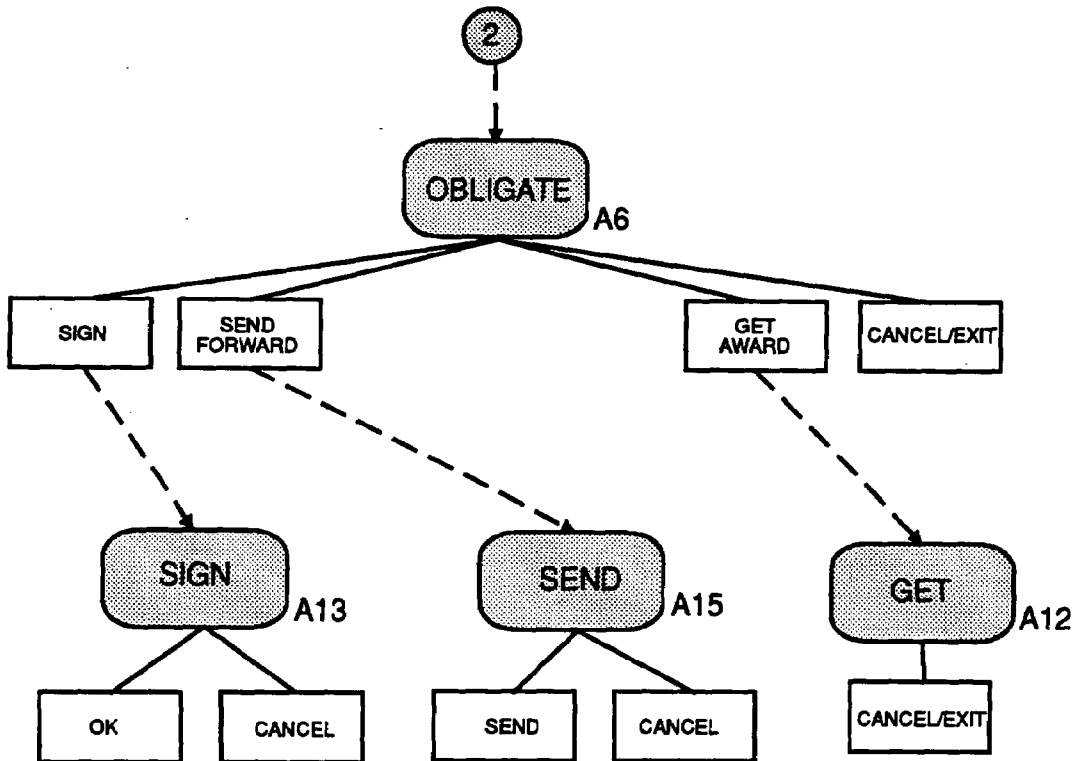 2
OBLIGATE
A6
SIGN
SEND
FORWARD
GET
AWARD
CANCEL/EXIT
SIGN
A13
SEND
A15
GET
A12
OK
CANCEL
SEND
CANCEL
CANCEL/EXIT